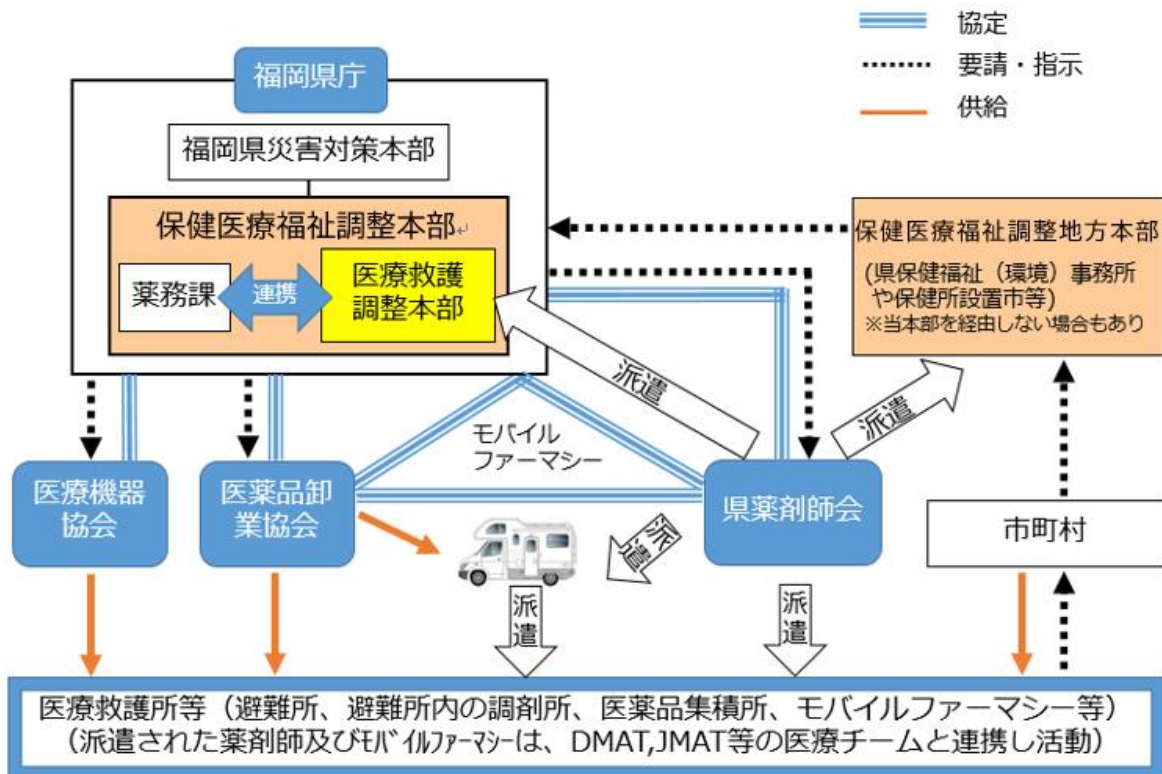 協定
要請・指示
供給
福岡県庁
福岡県災害対策本部
保健医療福祉調整本部
薬務課
連携
医療救護
調整本部
保健医療福祉調整地方本部
(県保健福祉（環境）事務所
や保健所設置市等)
※当本部を経由しない場合もあり
派遣
派遣
モバイル
ファーマシー
医療機器
協会
医薬品卸
業協会
県薬剤師会
市町村
派遣
派遣
派遣
医療救護所等（避難所、避難所内の調剤所、医薬品集積所、モバイルファーマシー等）
（派遣された薬剤師及びﾓﾊﾞｲﾙﾌｧｰﾏｼｰは、DMAT,JMAT等の医療チームと連携し活動）